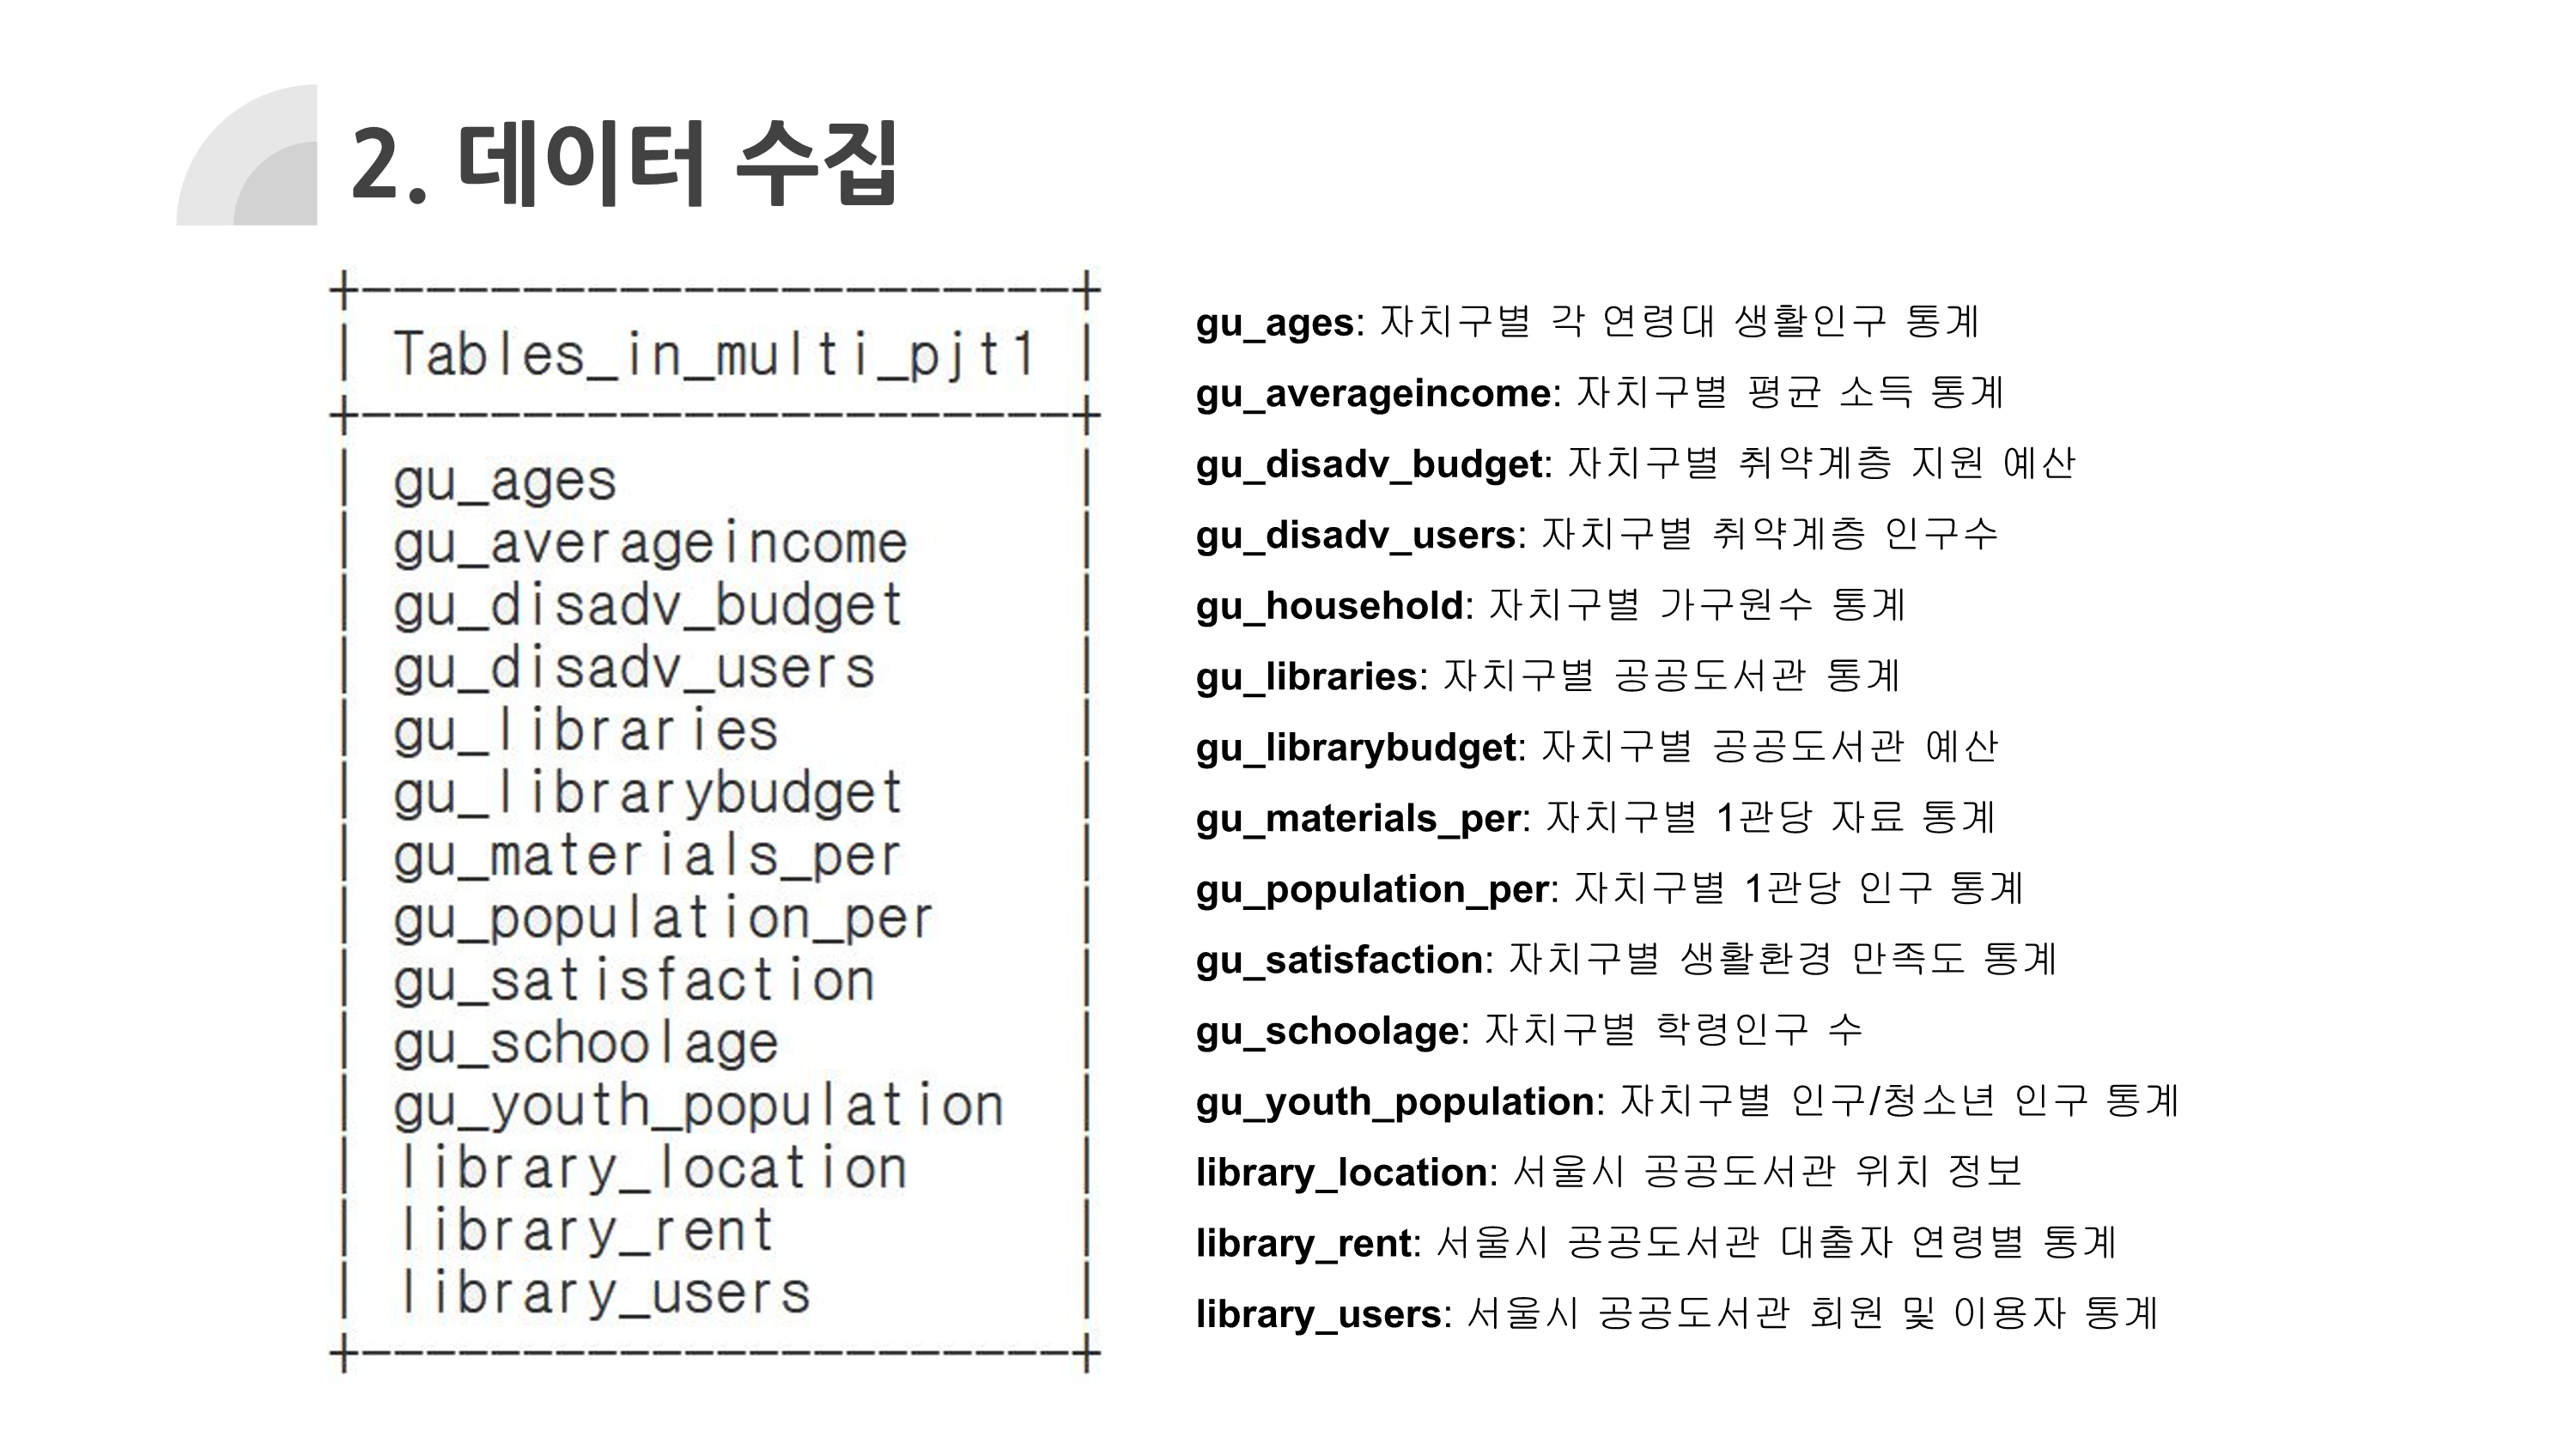 2. 데이터 수집
+----------------------+
| Tables_in_multi_pjt1 |
+----------------------+
| gu_ages |
| gu_averageincome |
| gu_disadv_budget |
| gu_disadv_users |
| gu_libraries |
| gu_librarybudget |
| gu_materials_per |
| gu_population_per |
| gu_satisfaction |
| gu_schoolage |
| gu_youth_population |
| library_location |
| library_rent |
| library_users |
+----------------------+
gu_ages: 자치구별 각 연령대 생활인구 통계
gu_averageincome: 자치구별 평균 소득 통계
gu_disadv_budget: 자치구별 취약계층 지원 예산
gu_disadv_users: 자치구별 취약계층 인구수
gu_household: 자치구별 가구원수 통계
gu_libraries: 자치구별 공공도서관 통계
gu_librarybudget: 자치구별 공공도서관 예산
gu_materials_per: 자치구별 1관당 자료 통계
gu_population_per: 자치구별 1관당 인구 통계
gu_satisfaction: 자치구별 생활환경 만족도 통계
gu_schoolage: 자치구별 학령인구 수
gu_youth_population: 자치구별 인구/청소년 인구 통계
library_location: 서울시 공공도서관 위치 정보
library_rent: 서울시 공공도서관 대출자 연령별 통계
library_users: 서울시 공공도서관 회원 및 이용자 통계